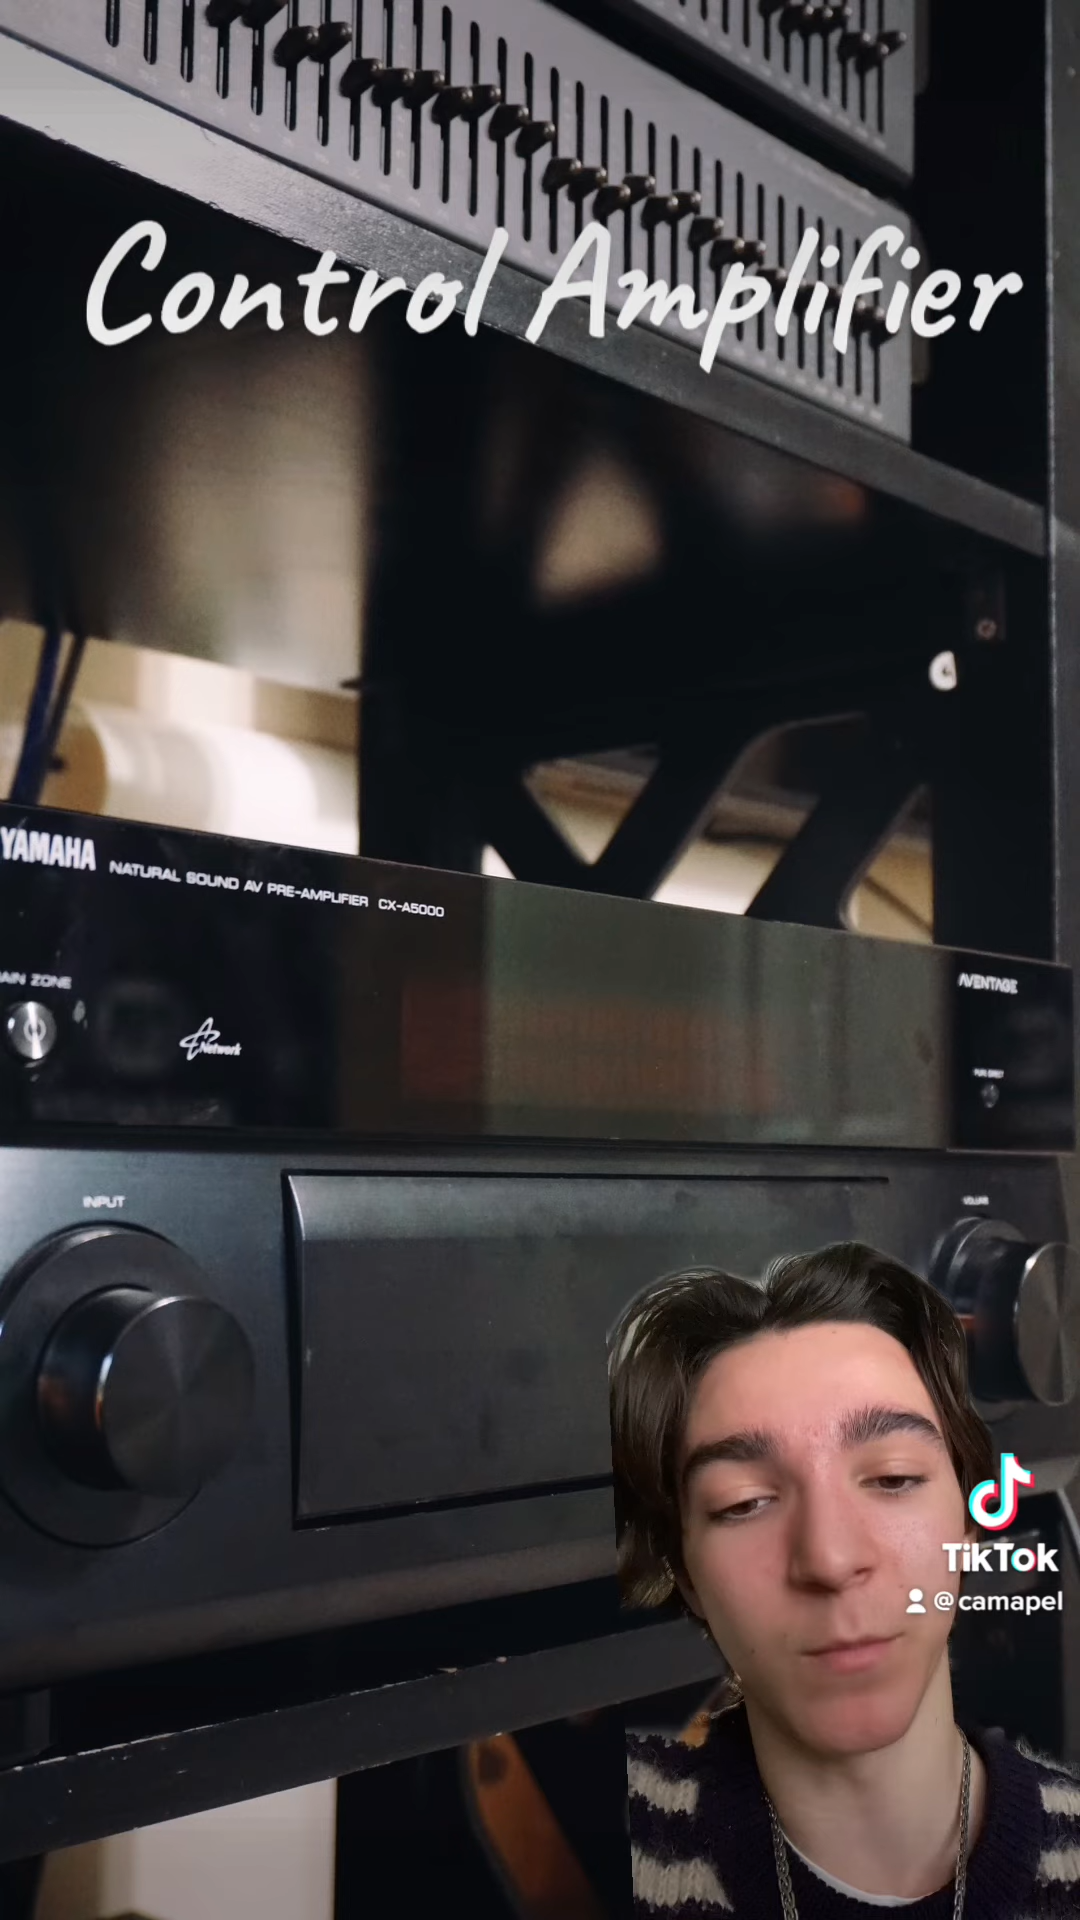 Control Amplifier
YAMAHA NATURAL SOUND AV PRE-AMPLIFIER CX-A5000
AIN ZONE
AVENTAGE
Network
PURE DIRECT
INPUT
VOLUME
TikTok
@camapel